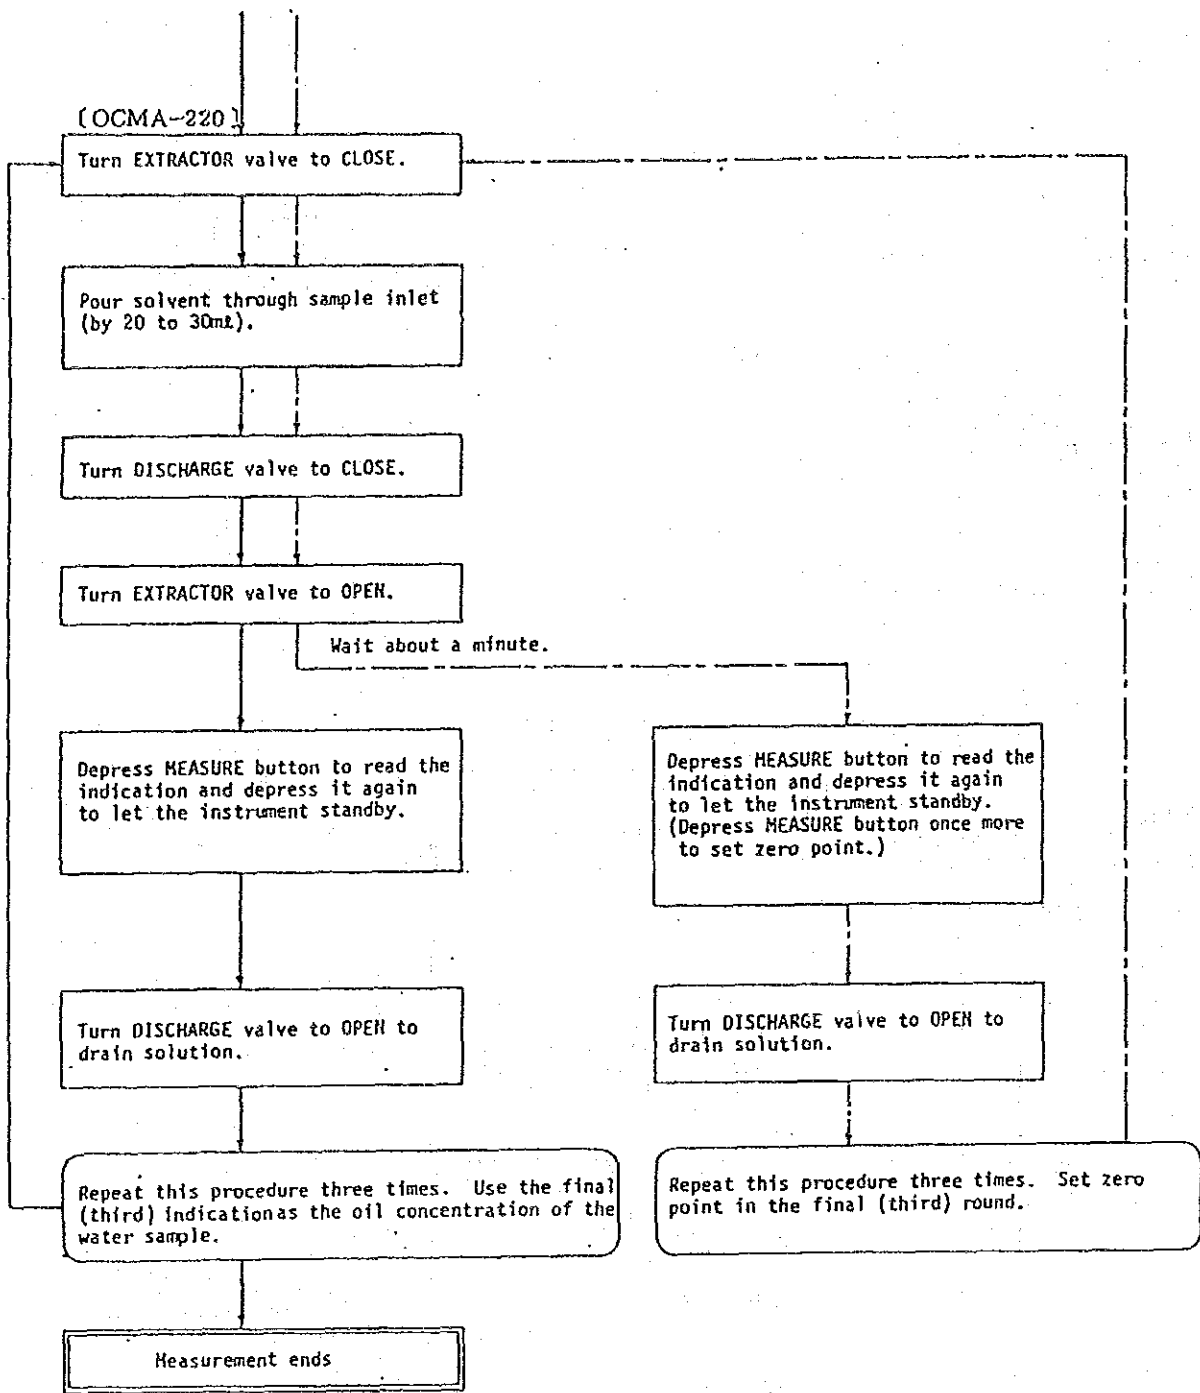 [OCMA-220]
Turn EXTRACTOR valve to CLOSE.
Pour solvent through sample inlet
(by 20 to 30mℓ).
Turn DISCHARGE valve to CLOSE.
Turn EXTRACTOR valve to OPEN.
Wait about a minute.
Depress MEASURE button to read the
indication and depress it again
to let the instrument standby.
Depress MEASURE button to read the
indication and depress it again
to let the instrument standby.
(Depress MEASURE button once more
to set zero point.)
Turn DISCHARGE valve to OPEN to
drain solution.
Turn DISCHARGE valve to OPEN to
drain solution.
Repeat this procedure three times. Use the final
(third) indication as the oil concentration of the
water sample.
Repeat this procedure three times. Set zero
point in the final (third) round.
Measurement ends